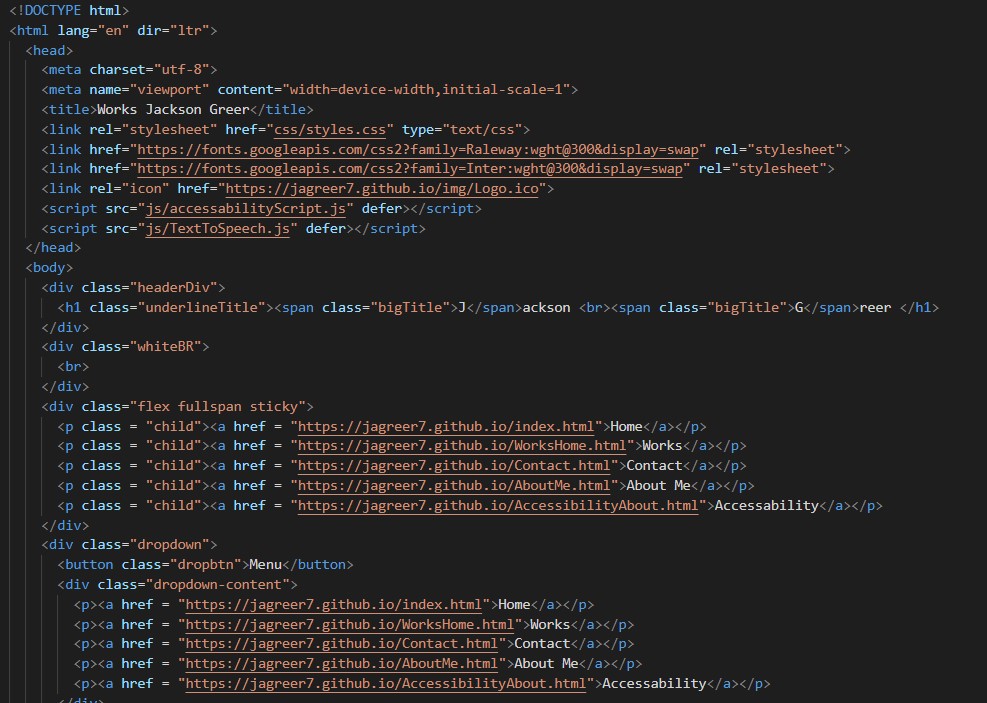 <!DOCTYPE html>
<html lang="en" dir="ltr">
<head>
<meta charset="utf-8">
<meta name="viewport" content="width=device-width,initial-scale=1">
<title>Works Jackson Greer</title>
<link rel="stylesheet" href="css/styles.css" type="text/css">
<link href="https://fonts.googleapis.com/css2?family=Raleway:wght@300&display=swap" rel="stylesheet">
<link href="https://fonts.googleapis.com/css2?family=Inter:wght@300&display=swap" rel="stylesheet">
<link rel="icon" href="https://jagreer7.github.io/img/Logo.ico">
<script src="js/accessabilityScript.js" defer></script>
<script src="js/TextToSpeech.js" defer></script>
</head>
<body>
<div class="headerDiv">
<h1 class="underlineTitle"><span class="bigTitle">J</span>ackson <br><span class="bigTitle">G</span>reer </h1>
</div>
<div class="whiteBR">
<br>
</div>
<div class="flex fullspan sticky">
<p class = "child"><a href = "https://jagreer7.github.io/index.html">Home</a></p>
<p class = "child"><a href = "https://jagreer7.github.io/WorksHome.html">Works</a></p>
<p class = "child"><a href = "https://jagreer7.github.io/Contact.html">Contact</a></p>
<p class = "child"><a href = "https://jagreer7.github.io/AboutMe.html">About Me</a></p>
<p class = "child"><a href = "https://jagreer7.github.io/AccessibilityAbout.html">Accessability</a></p>
</div>
<div class="dropdown">
<button class="dropbtn">Menu</button>
<div class="dropdown-content">
<p><a href = "https://jagreer7.github.io/index.html">Home</a></p>
<p><a href = "https://jagreer7.github.io/WorksHome.html">Works</a></p>
<p><a href = "https://jagreer7.github.io/Contact.html">Contact</a></p>
<p><a href = "https://jagreer7.github.io/AboutMe.html">About Me</a></p>
<p><a href = "https://jagreer7.github.io/AccessibilityAbout.html">Accessability</a></p>
</div>